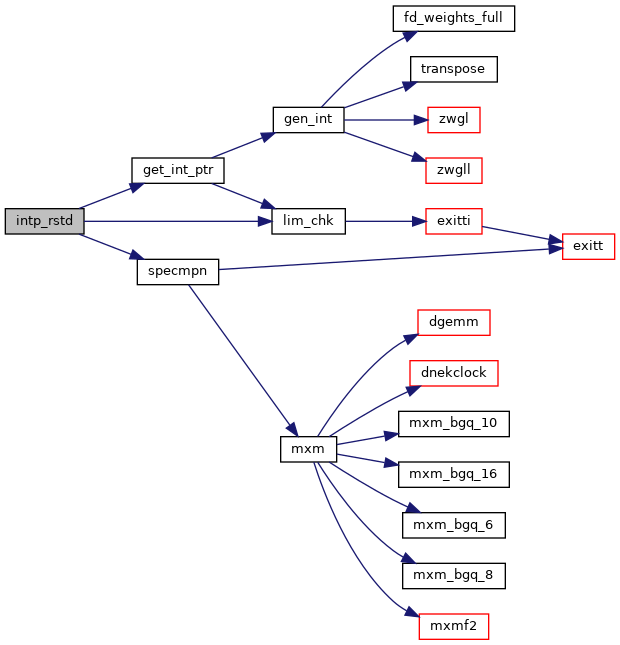 fd_weights_full
transpose
gen_int
zwgl
get_int_ptr
zwgll
intp_rstd
lim_chk
exitti
exitt
specmpn
dgemm
dnekclock
mxm_bgq_10
mxm
mxm_bgq_16
mxm_bgq_6
mxm_bgq_8
mxmf2